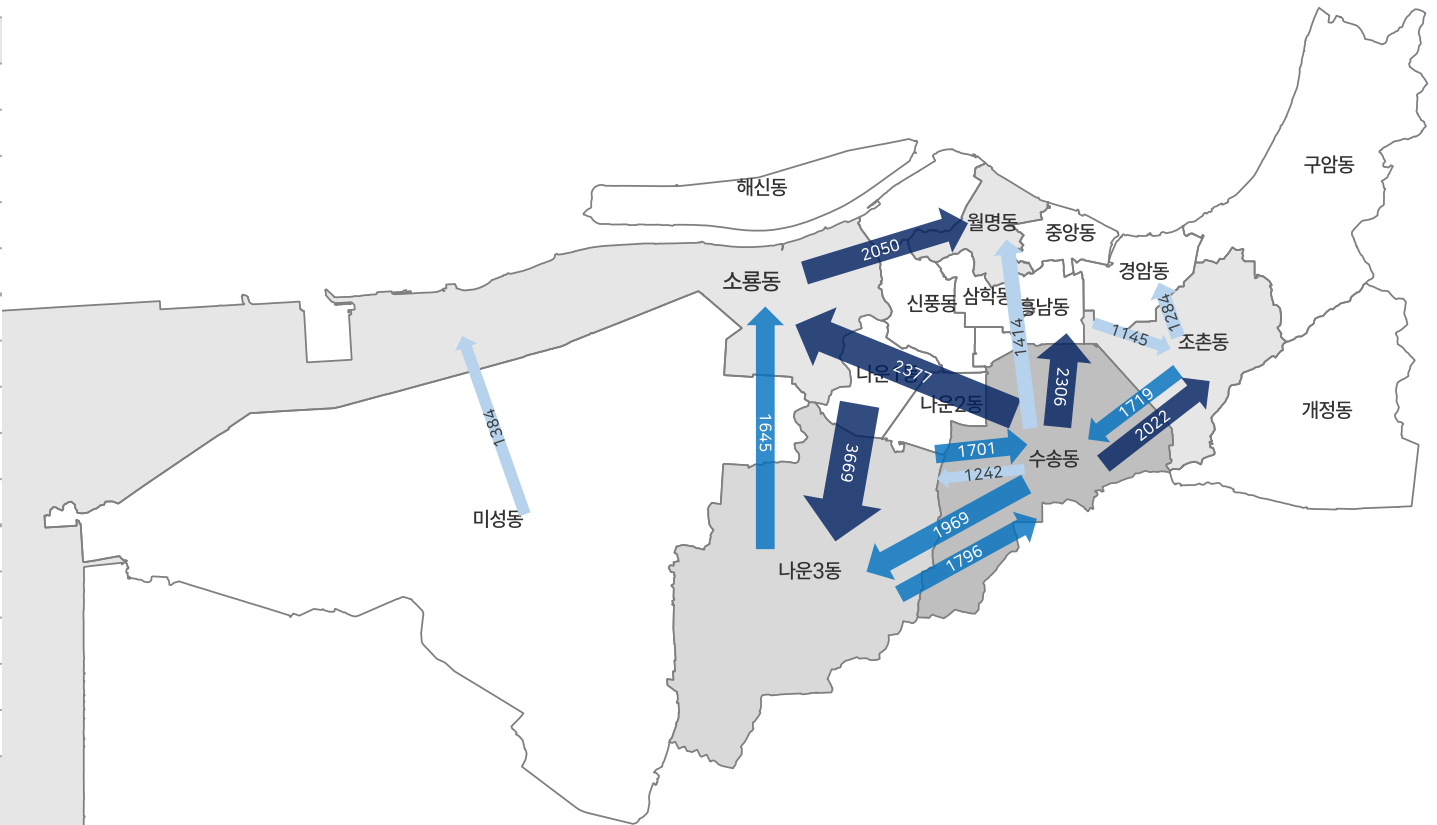 구암동
해신동
월명동
중앙동
2050
경암동
소룡동
신풍동
삼학동
흥남동
1284
1145
조촌동
1414
2377
나운1동
2306
나운2동
1719
개정동
1384
1645
2022
3669
1701
수송동
1242
미성동
1969
1796
나운3동